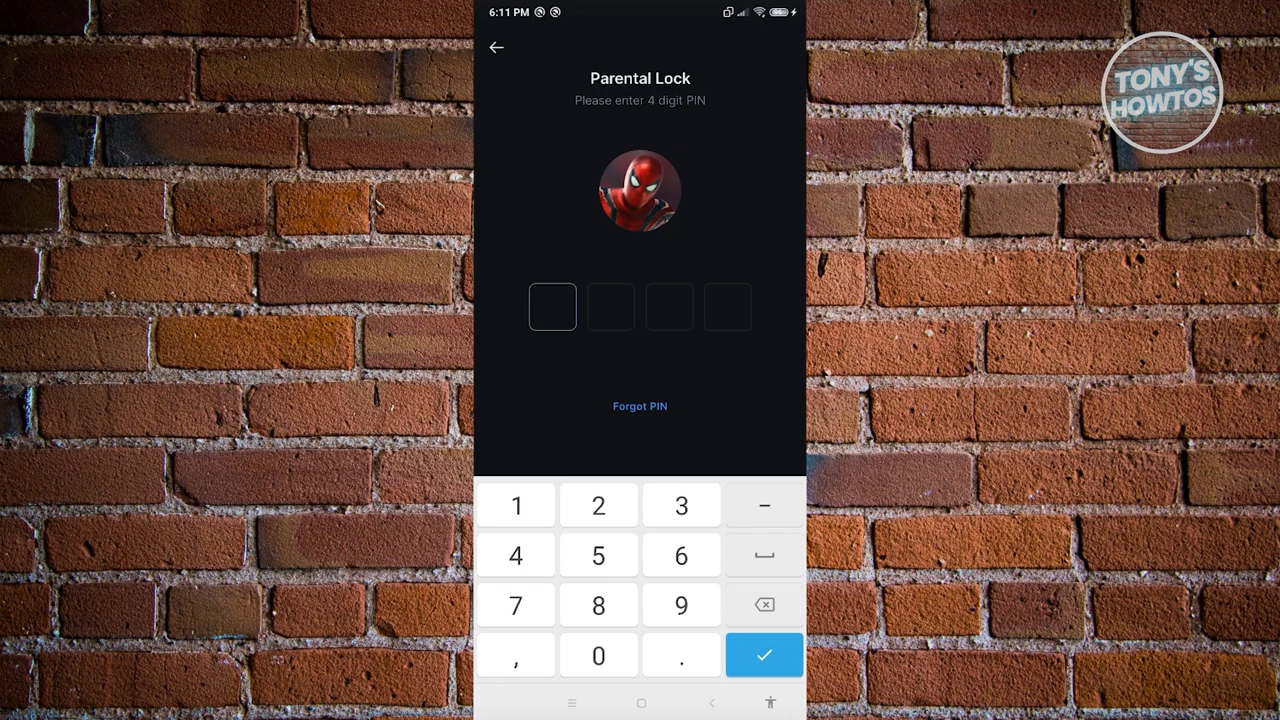 6:11 PM
Parental Lock
Please enter 4 digit PIN
TONY'S
HOWTOS
Forgot PIN
1 2 3 -
4 5 6
7 8 9
, 0 .